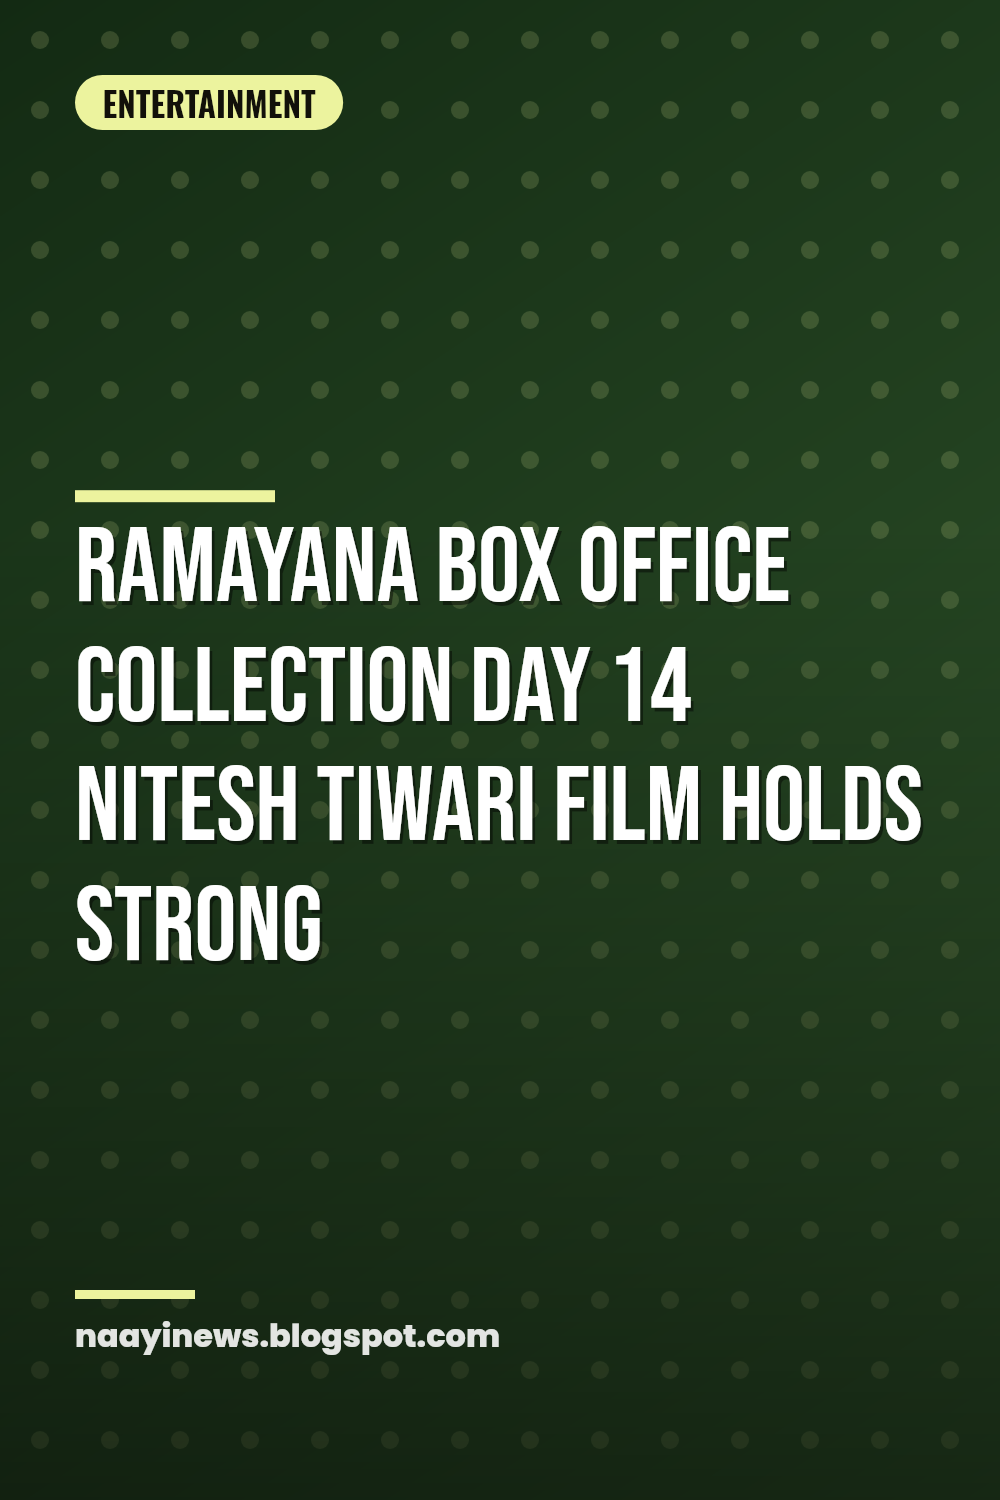 ENTERTAINMENT
RAMAYANA BOX OFFICE
COLLECTION DAY 14
NITESH TIWARI FILM HOLDS
STRONG
naayinews.blogspot.com